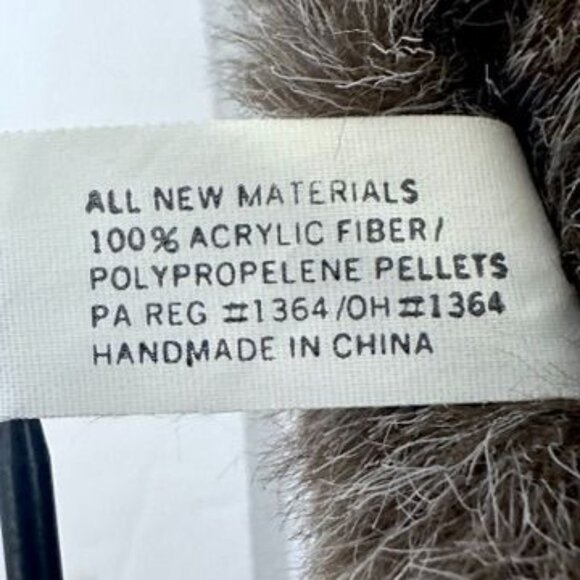 ALL NEW MATERIALS
100% ACRYLIC FIBER/
POLYPROPELENE PELLETS
PA REG #1364/OH #1364
HANDMADE IN CHINA